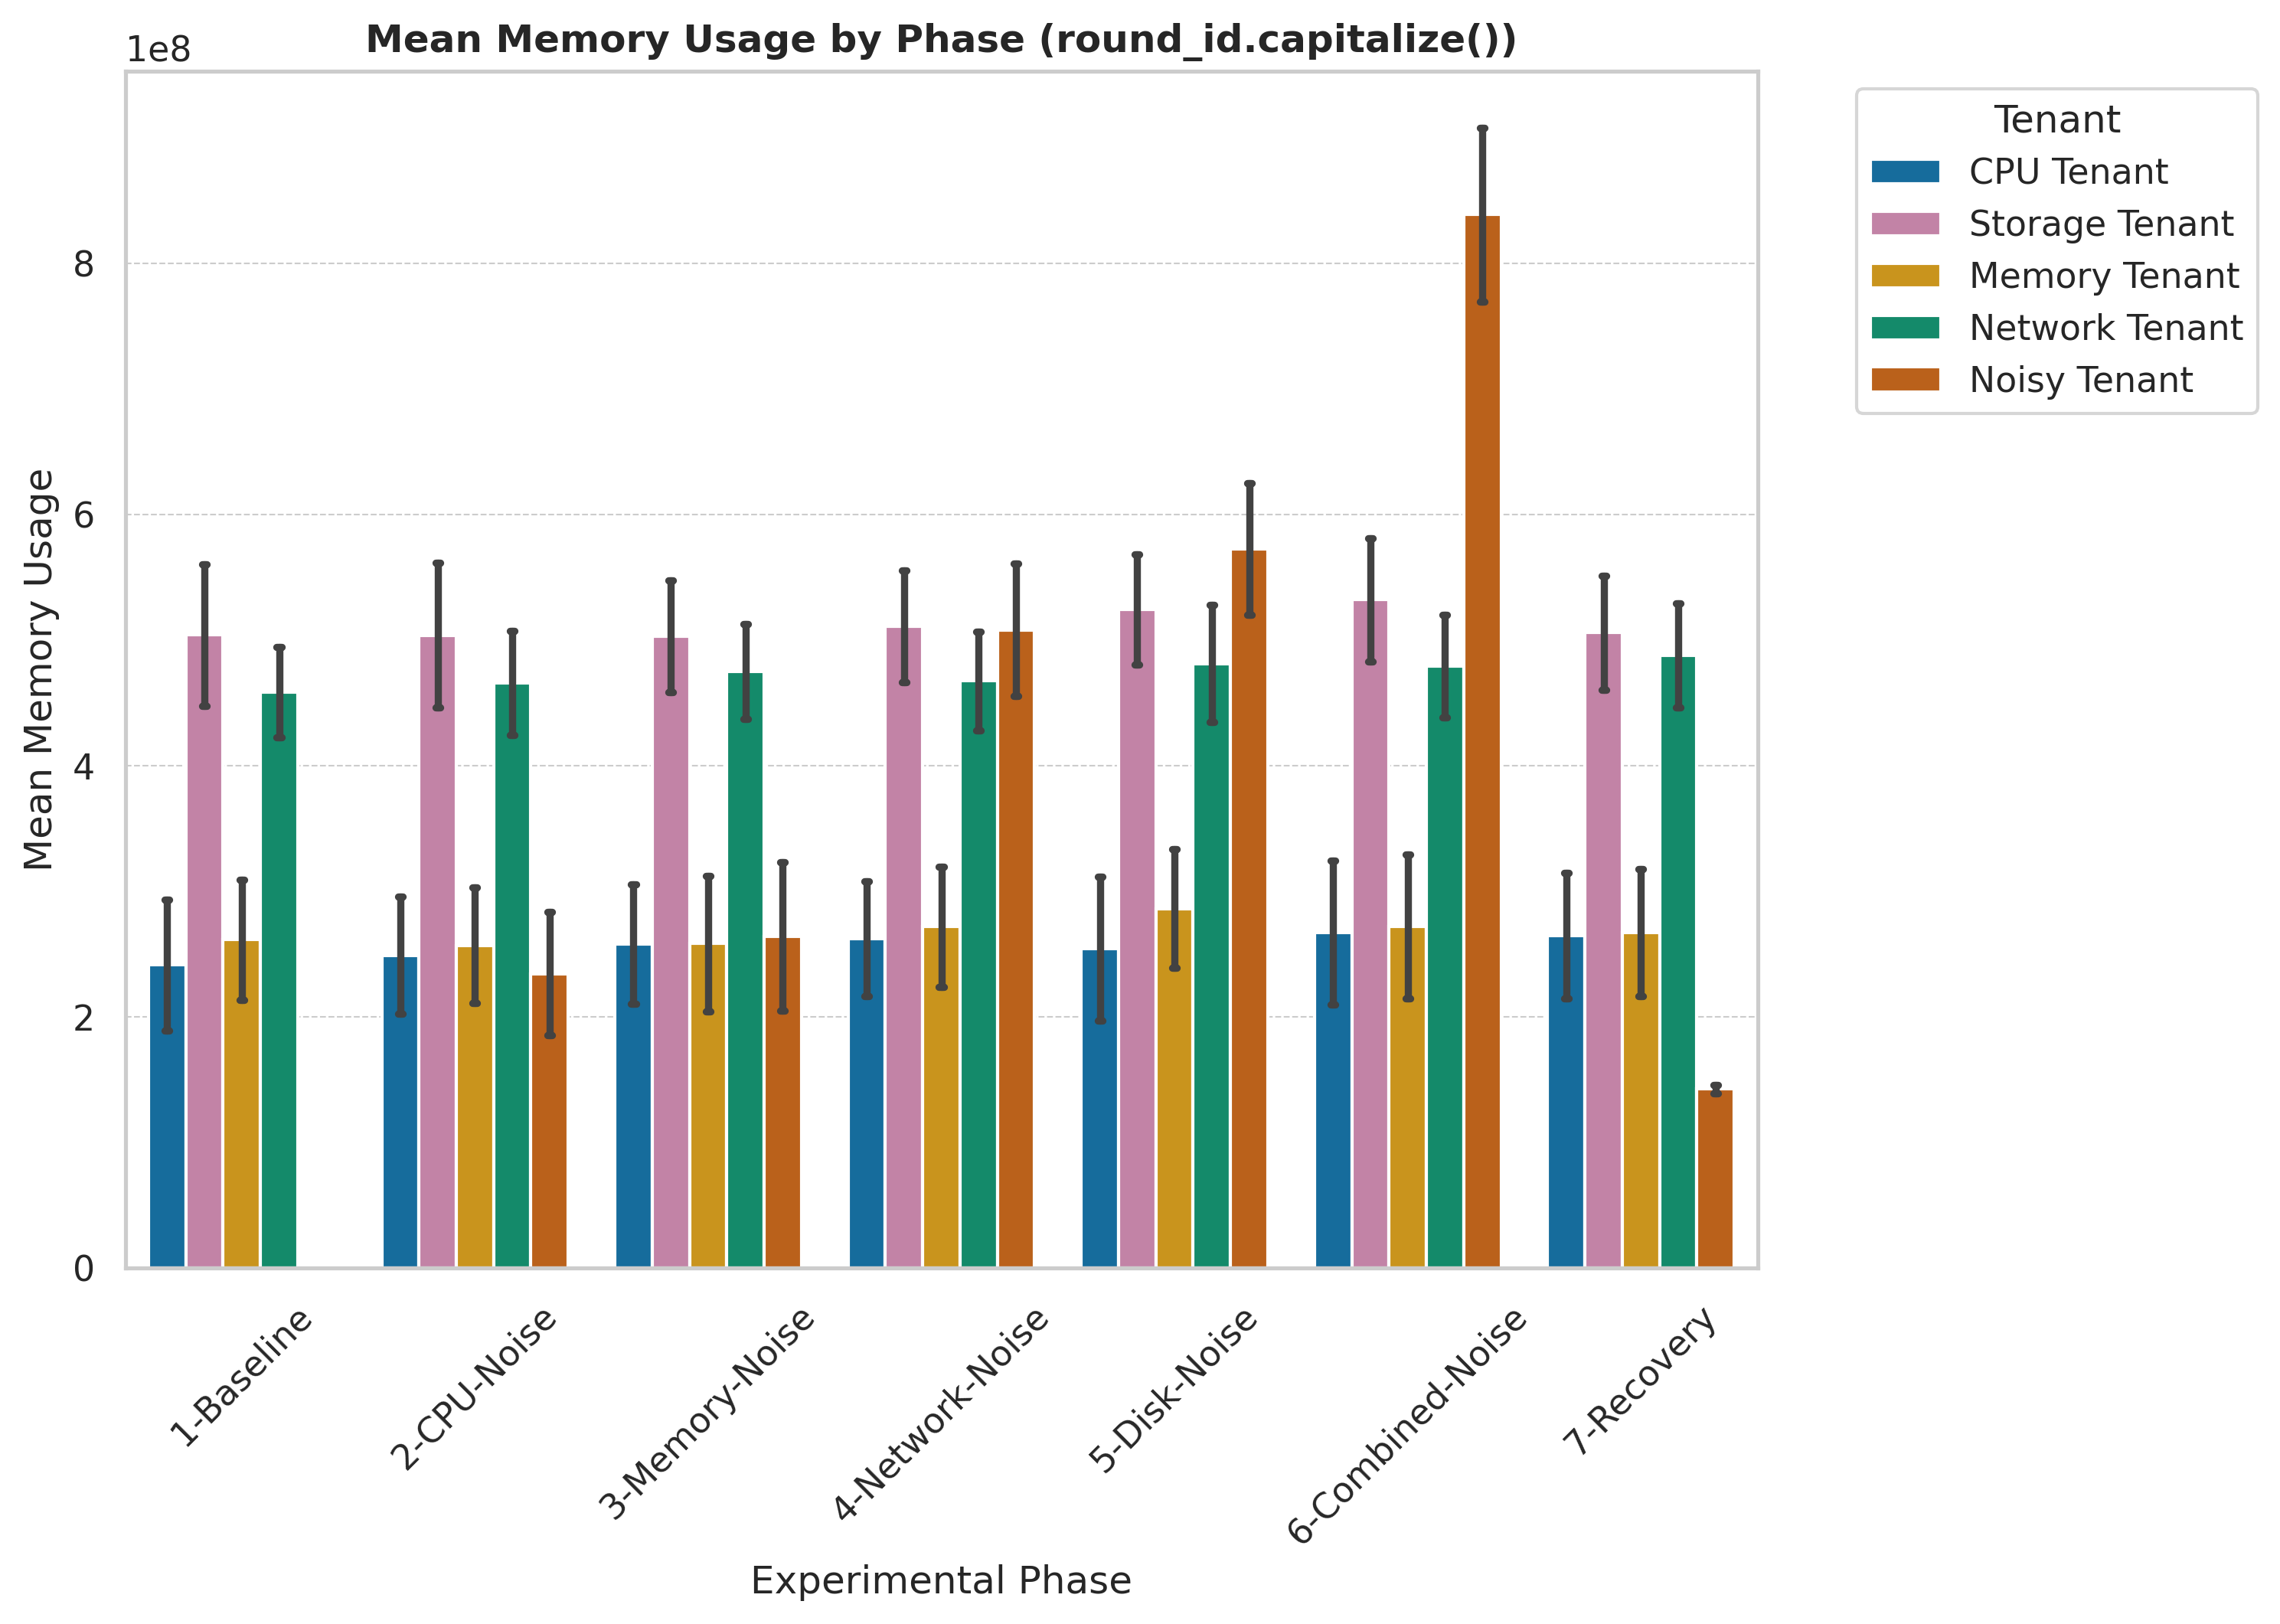 Mean Memory Usage by Phase (round_id.capitalize())
1e8
8
6
4
2
0
Mean Memory Usage
1-Baseline
2-CPU-Noise
3-Memory-Noise
4-Network-Noise
5-Disk-Noise
6-Combined-Noise
7-Recovery
Experimental Phase
Tenant
CPU Tenant
Storage Tenant
Memory Tenant
Network Tenant
Noisy Tenant